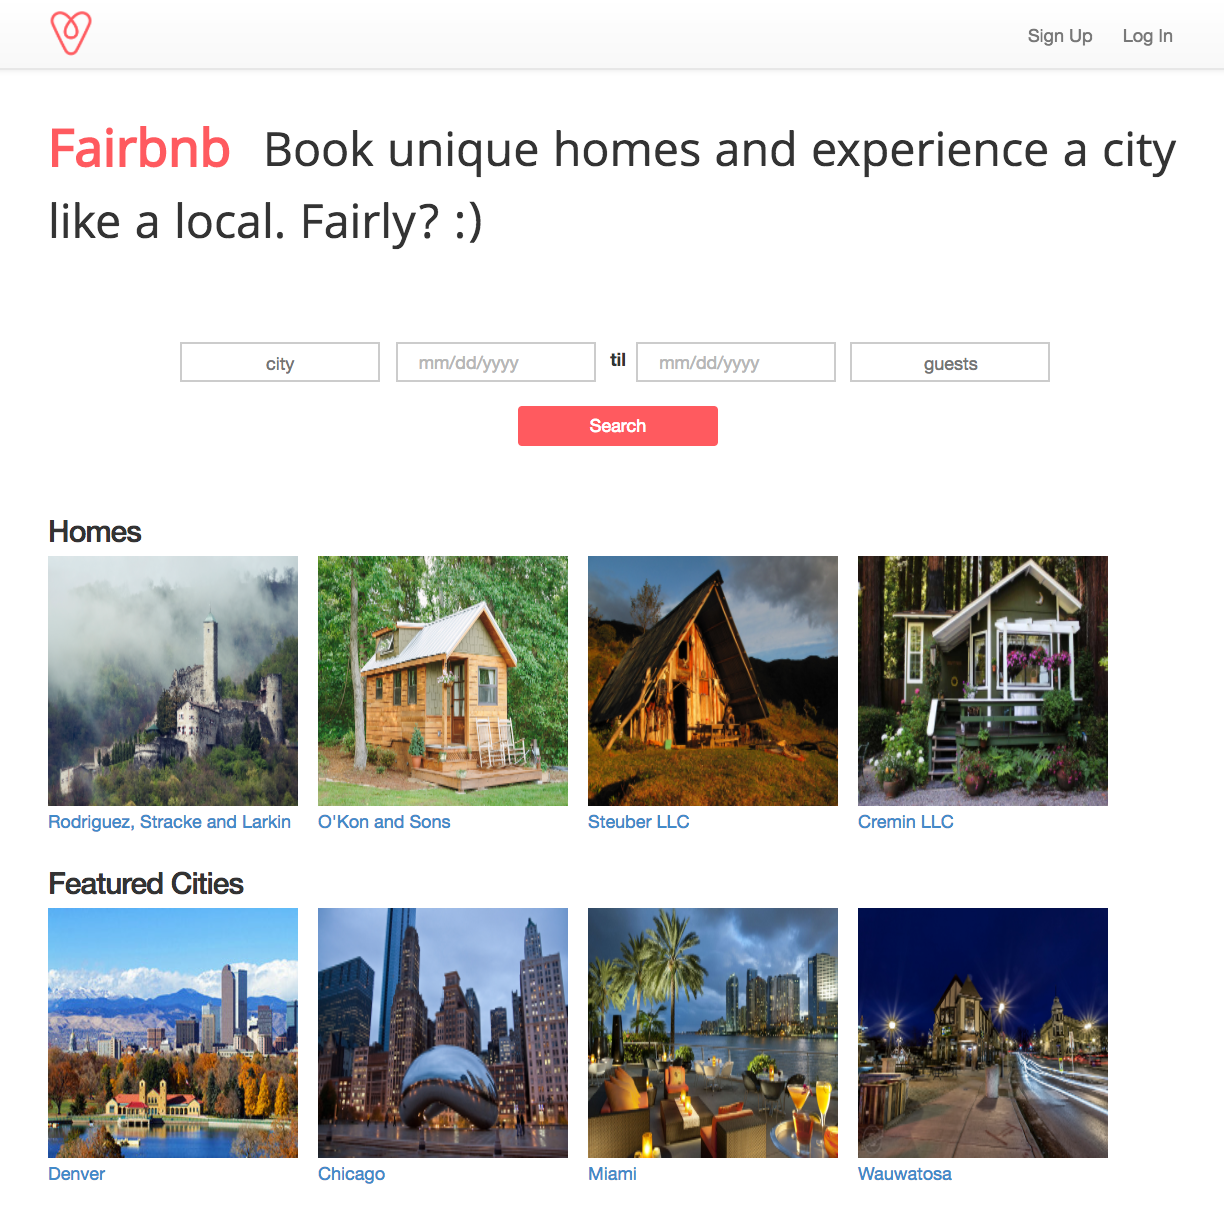 Sign Up Log In
Fairbnb Book unique homes and experience a city
like a local. Fairly? :)
city mm/dd/yyyy til mm/dd/yyyy guests
Search
Homes
Rodriguez, Stracke and Larkin O'Kon and Sons Steuber LLC Cremin LLC
Featured Cities
Denver Chicago Miami Wauwatosa